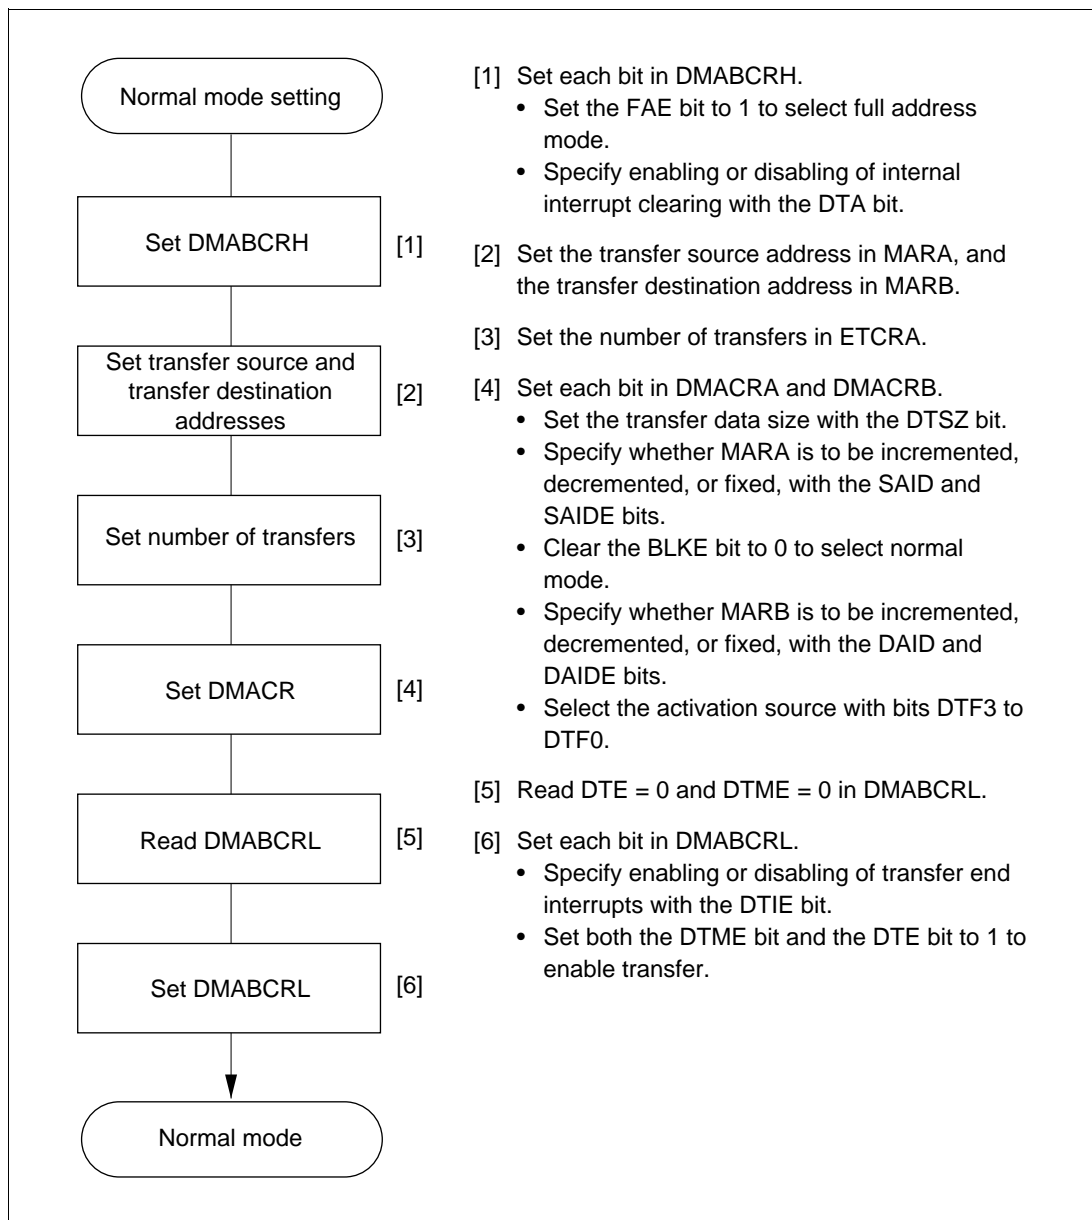 Normal mode setting
Set DMABCRH
[1]
Set transfer source and
transfer destination
addresses
[2]
Set number of transfers
[3]
Set DMACR
[4]
Read DMABCRL
[5]
Set DMABCRL
[6]
Normal mode
[1] Set each bit in DMABCRH.
• Set the FAE bit to 1 to select full address
mode.
• Specify enabling or disabling of internal
interrupt clearing with the DTA bit.
[2] Set the transfer source address in MARA, and
the transfer destination address in MARB.
[3] Set the number of transfers in ETCRA.
[4] Set each bit in DMACRA and DMACRB.
• Set the transfer data size with the DTSZ bit.
• Specify whether MARA is to be incremented,
decremented, or fixed, with the SAID and
SAIDE bits.
• Clear the BLKE bit to 0 to select normal
mode.
• Specify whether MARB is to be incremented,
decremented, or fixed, with the DAID and
DAIDE bits.
• Select the activation source with bits DTF3 to
DTF0.
[5] Read DTE = 0 and DTME = 0 in DMABCRL.
[6] Set each bit in DMABCRL.
• Specify enabling or disabling of transfer end
interrupts with the DTIE bit.
• Set both the DTME bit and the DTE bit to 1 to
enable transfer.